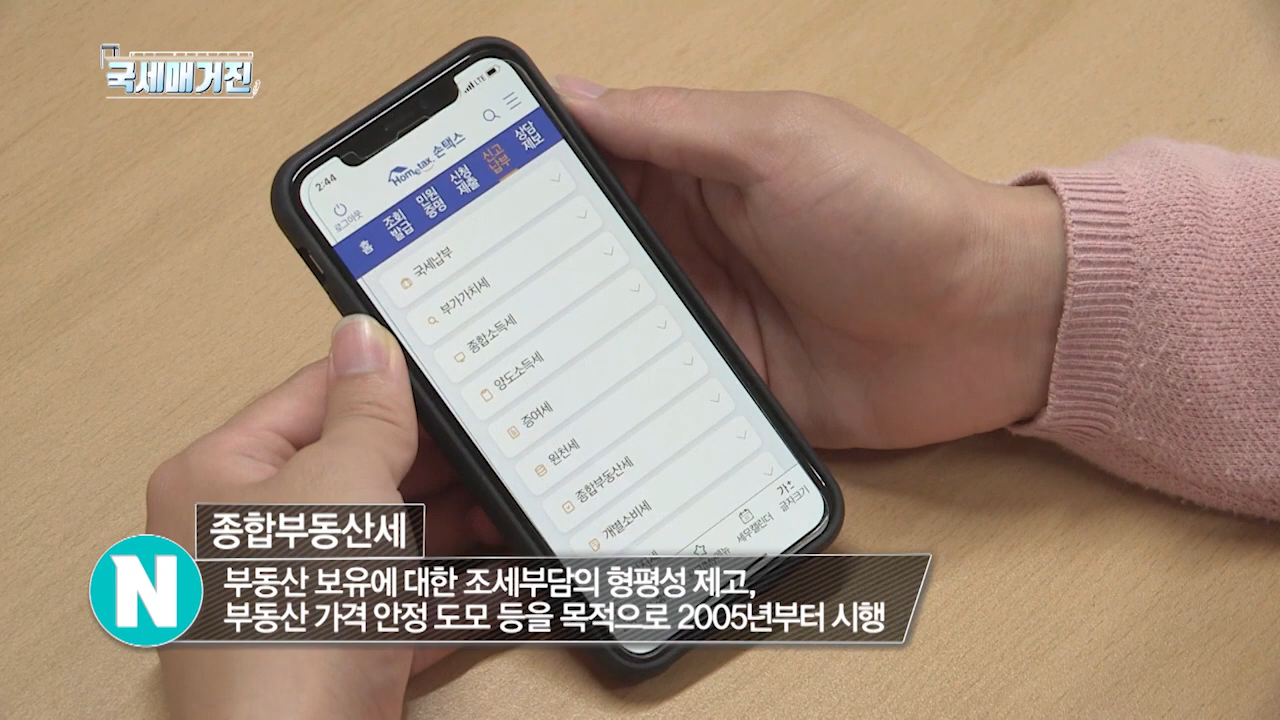 국세매거진
2:44
LTE
로그아웃
Hometax. 손택스
홈
조회
발급
민원
증명
신청
제출
신고
납부
상담
제보
국세납부
부가가치세
종합소득세
양도소득세
증여세
원천세
종합부동산세
개별소비세
메뉴
세무캘린더
가±
글자크기
종합부동산세
N
부동산 보유에 대한 조세부담의 형평성 제고,
부동산 가격 안정 도모 등을 목적으로 2005년부터 시행